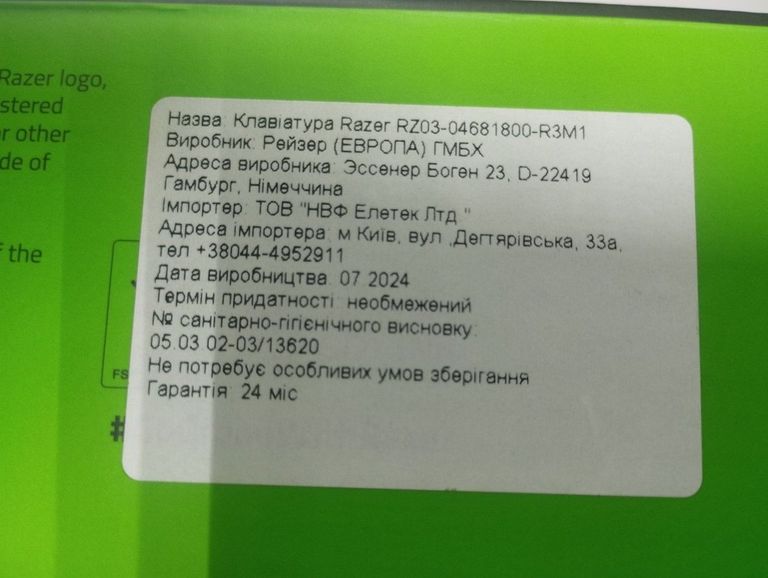 Razer logo,
stered
r other
de of
f the
FS
#
Назва: Клавіатура Razer RZ03-04681800-R3M1
Виробник: Рейзер (ЕВРОПА) ГМБХ
Адреса виробника: Эссенер Боген 23, D-22419
Гамбург, Німеччина
Імпортер: ТОВ "НВФ Елетек Лтд."
Адреса імпортера: м Київ, вул ,Дегтярівська, 33а,
тел +38044-4952911
Дата виробництва: 07.2024
Термін придатності: необмежений
№ санітарно-гігієнічного висновку:
05.03.02-03/13620
Не потребує особливих умов зберігання
Гарантія: 24 міс